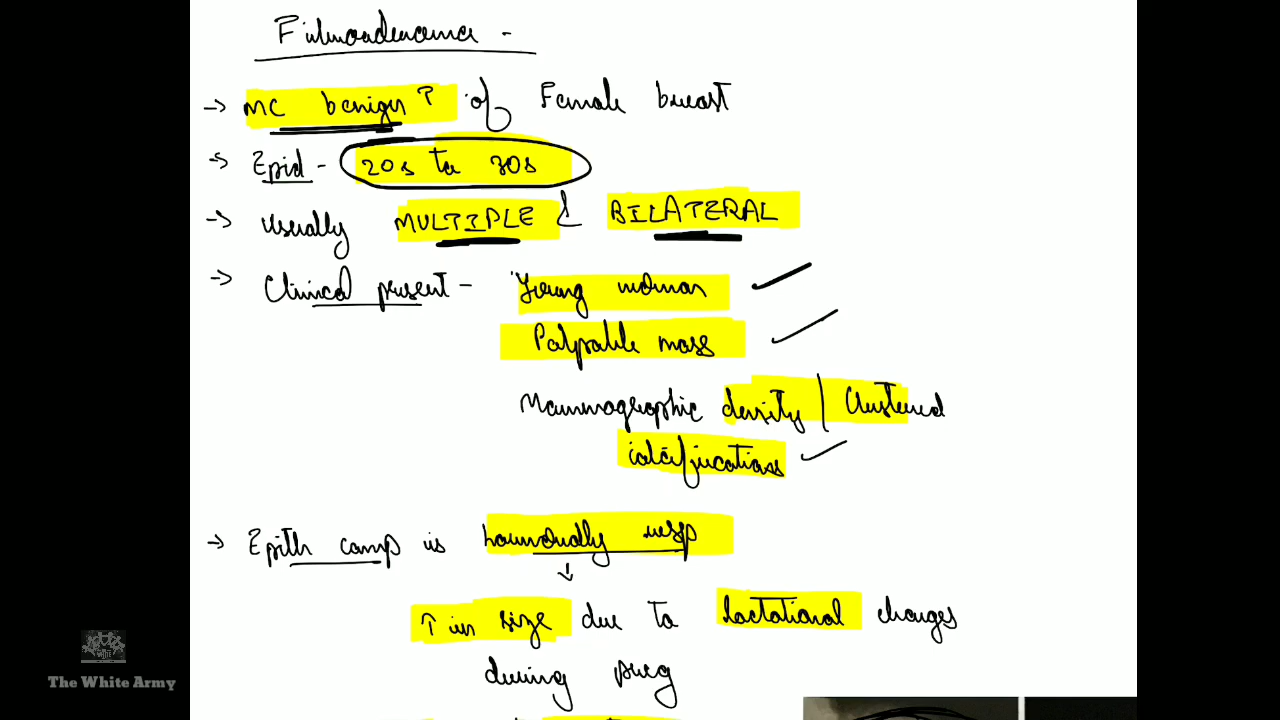 Fibroadenoma -
→ MC benign T of Female breast
→ Epid - 20s to 30s
→ Usually MULTIPLE & BILATERAL
→ Clinical present - Young woman
Palpable mass
Mammographic density / Clustered
calcifications
→ Epith comp is hormonally resp
↓
↑ in size due to lactational changes
during preg
The White Army